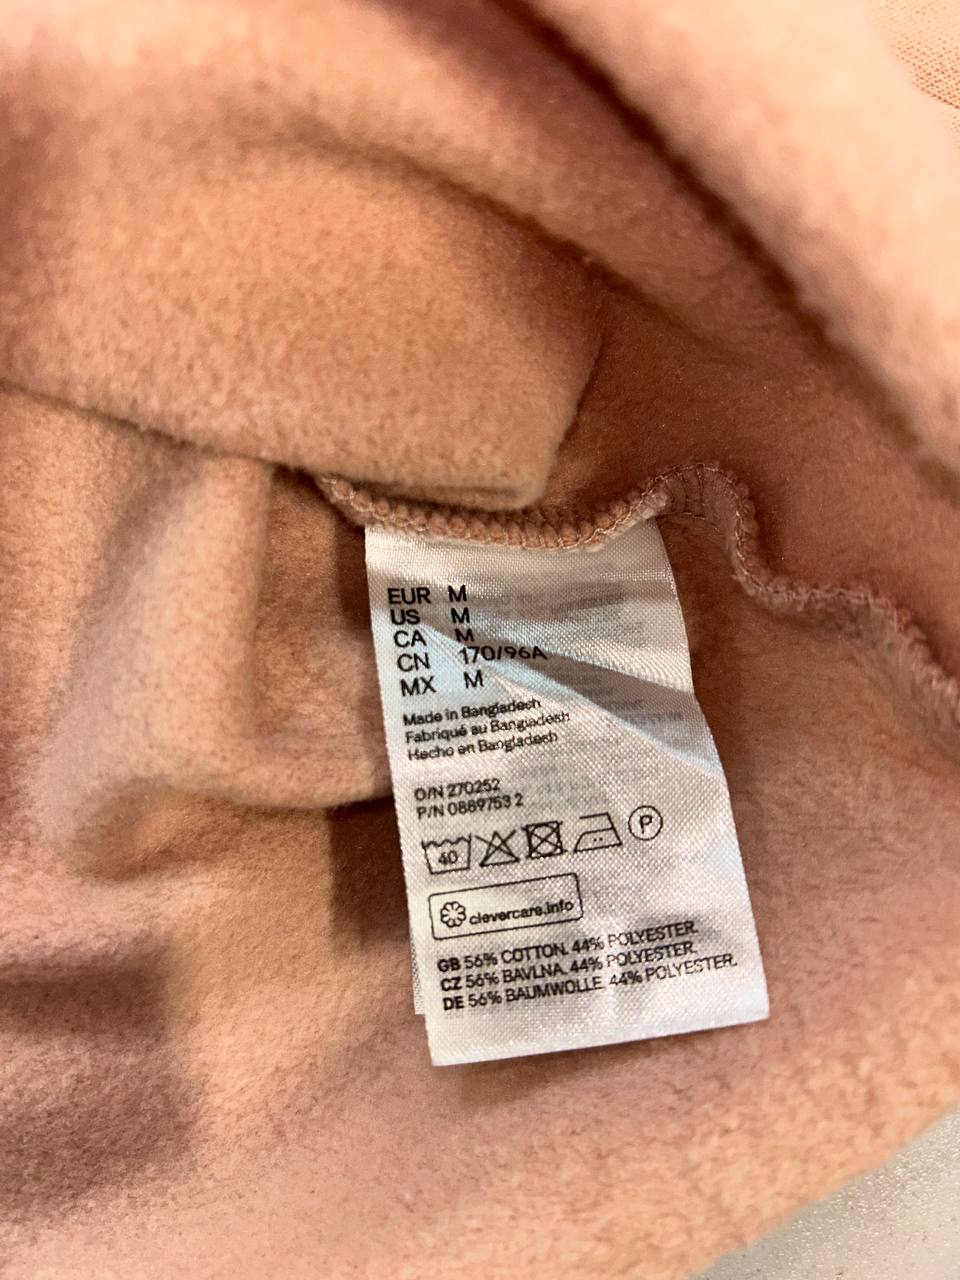 EUR M
US M
CA M
CN 170/96A
MX M
Made in Bangladesh
Fabriqué au Bangladesh
Hecho en Bangladesh
O/N 270252
P/N 0889753 2
40
P
clevercare.info
GB 56% COTTON. 44% POLYESTER.
CZ 56% BAVLNA. 44% POLYESTER.
DE 56% BAUMWOLLE. 44% POLYESTER.